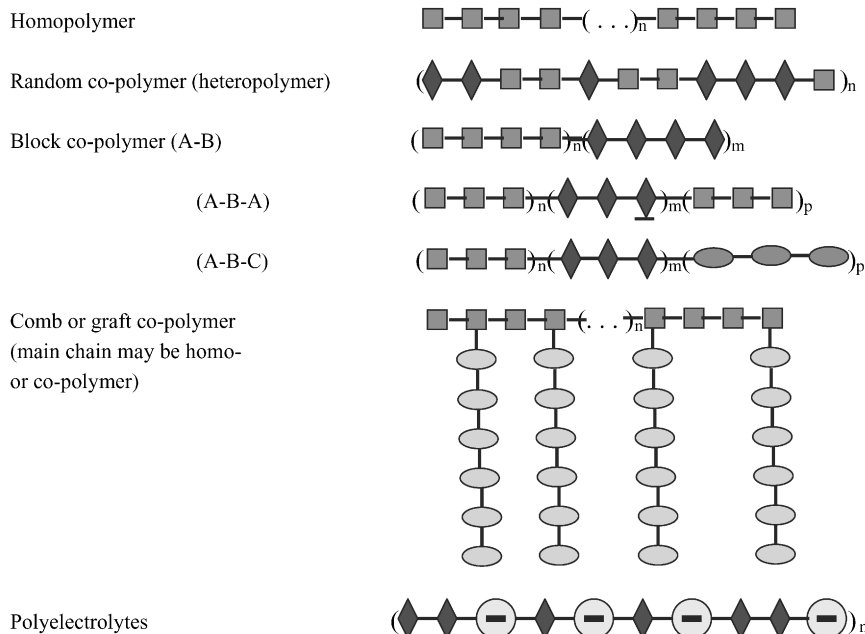 Homopolymer (. . .)n
Random co-polymer (heteropolymer) ( )n
Block co-polymer (A-B) ( )n( )m
(A-B-A) ( )n( )m( )p
(A-B-C) ( )n( )m( )p
Comb or graft co-polymer (. . .)n
(main chain may be homo-
or co-polymer)
Polyelectrolytes ( )n